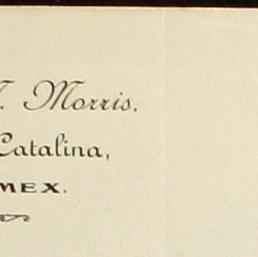 T. Morris.
Catalina,
MEX.